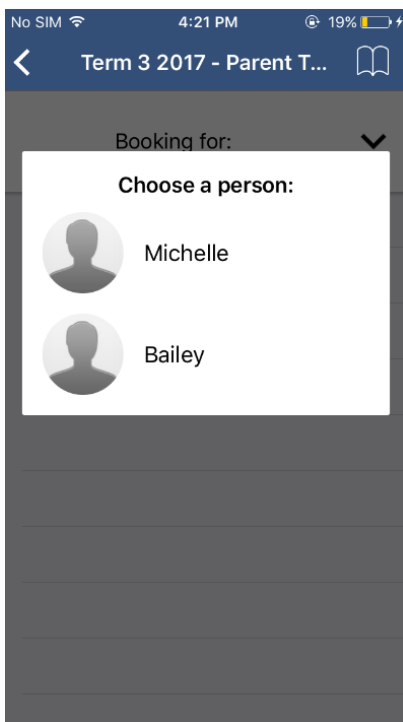 No SIM 4:21 PM 19%
Term 3 2017 - Parent T...
Booking for:
Choose a person:
Michelle
Bailey